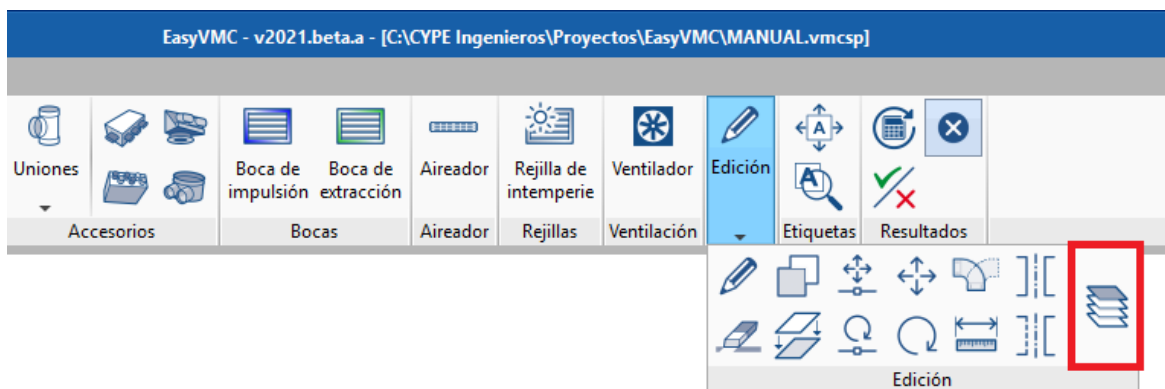 EasyVMC - v2021.beta.a - [C:\CYPE Ingenieros\Proyectos\EasyVMC\MANUAL.vmcsp]
Uniones
Accesorios
Boca de
impulsión
Boca de
extracción
Bocas
Aireador
Aireador
Rejilla de
intemperie
Rejillas
Ventilador
Ventilación
Edición
A
A
Etiquetas
Resultados
Edición